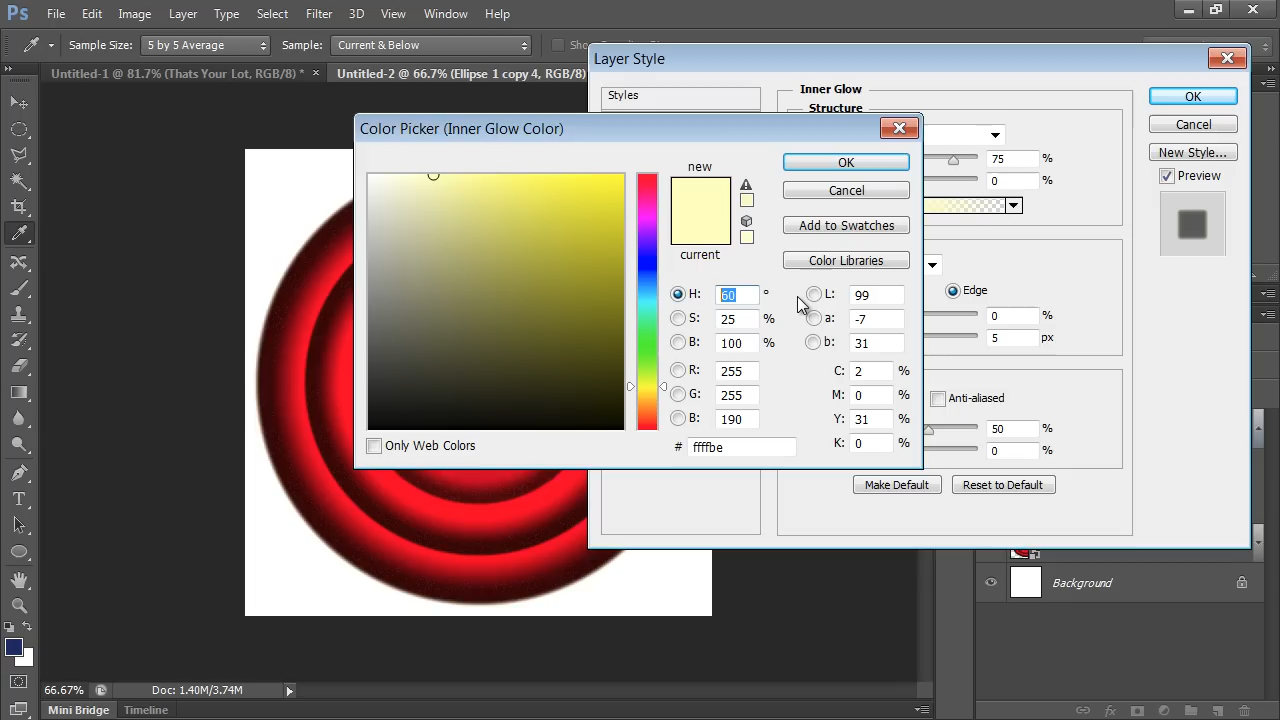 Ps File Edit Image Layer Type Select Filter 3D View Window Help
Sample Size: 5 by 5 Average Sample: Current & Below
Untitled-1 @ 81.7% (Thats Your Lot, RGB/8) * × Untitled-2 @ 66.7% (Ellipse 1 copy 4, RGB/8)
Layer Style
Styles
Inner Glow
Structure
OK
Cancel
New Style...
Preview
75 %
0 %
Edge
0 %
5 px
Anti-aliased
50 %
0 %
Make Default Reset to Default
Color Picker (Inner Glow Color)
new
current
OK
Cancel
Add to Swatches
Color Libraries
H: 60 °
S: 25 %
B: 100 %
R: 255
G: 255
B: 190
# ffffbe
L: 99
a: -7
b: 31
C: 2 %
M: 0 %
Y: 31 %
K: 0 %
Only Web Colors
Background
fx
66.67% Doc: 1.40M/3.74M
Mini Bridge Timeline